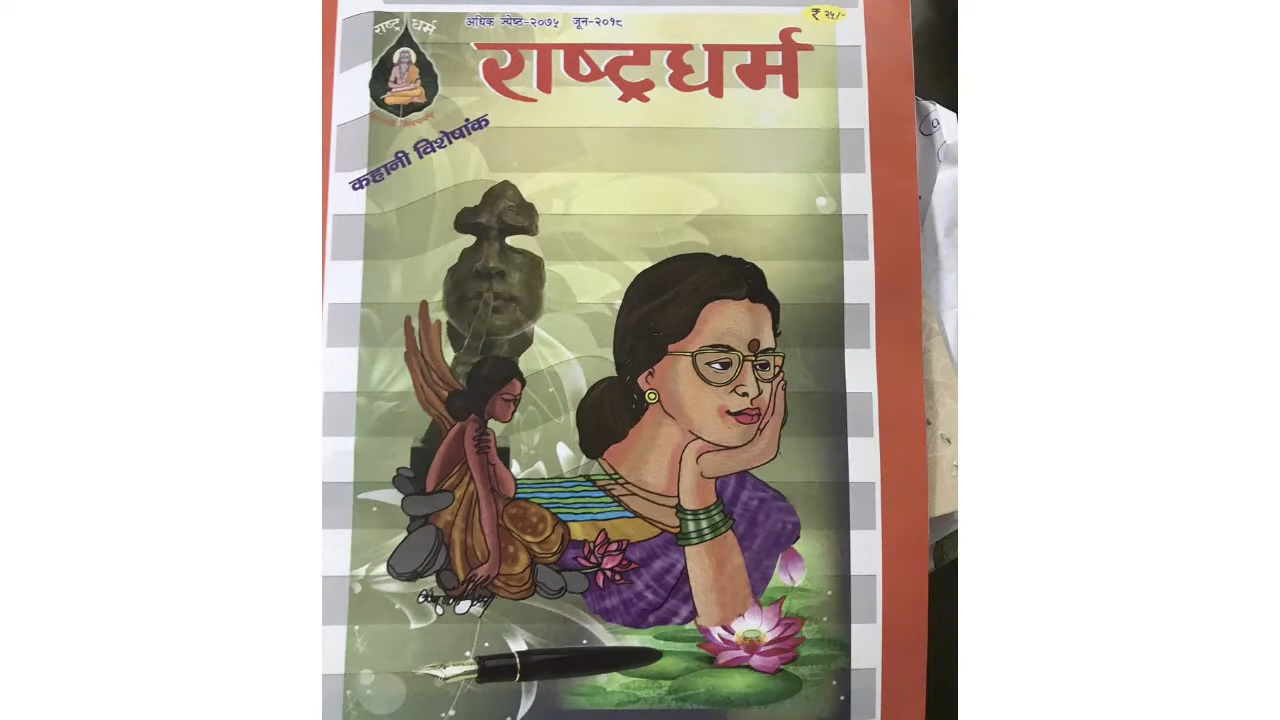 राष्ट्र धर्म
अधिक ज्येष्ठ-२०७५ जून-२०१८
₹ २५/-
राष्ट्रधर्म
कहानी विशेषांक